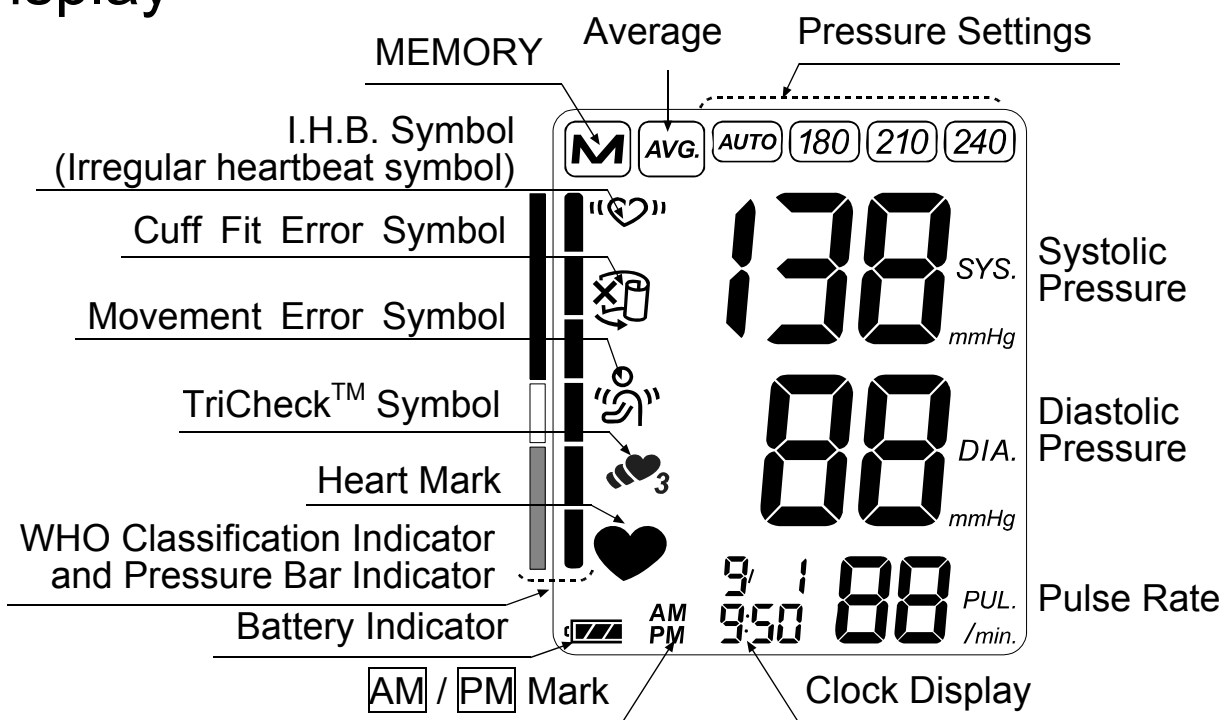 Display
Average
Pressure Settings
MEMORY
I.H.B. Symbol
(Irregular heartbeat symbol)
M AVG. AUTO 180 210 240
Cuff Fit Error Symbol
138 SYS.
mmHg
Systolic
Pressure
Movement Error Symbol
TriCheck™ Symbol
3
88 DIA.
mmHg
Diastolic
Pressure
Heart Mark
WHO Classification Indicator
and Pressure Bar Indicator
9/ 1
9:50
88 PUL.
/min.
Pulse Rate
Battery Indicator
AM
PM
AM / PM Mark
Clock Display